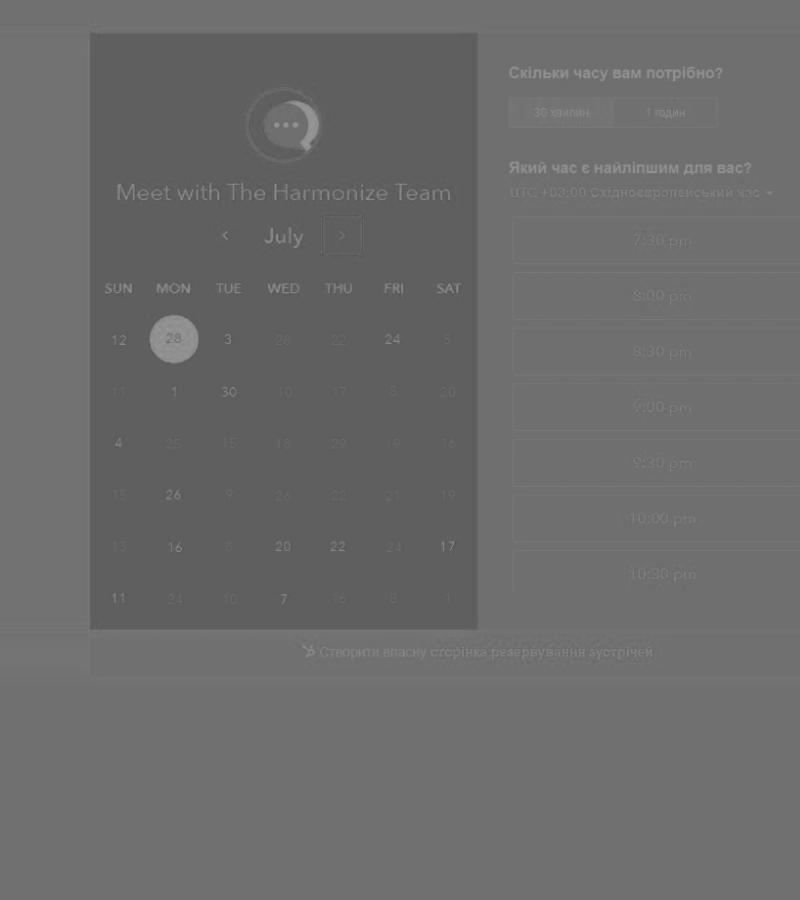 Meet with The Harmonize Team
July
SUN MON TUE WED THU FRI SAT
12 28 3 28 22 24 5
11 1 30 10 17 8 20
4 25 15 18 29 19 16
15 26 9 26 22 21 19
13 16 6 20 22 24 17
11 24 10 7 16 8 1
Скільки часу вам потрібно?
30 хвилин 1 годин
Який час є найліпшим для вас?
UTC +03:00 Східноєвропейський час
7:30 pm
8:00 pm
8:30 pm
9:00 pm
9:30 pm
10:00 pm
10:30 pm
Створити власну сторінка резервування зустрічей